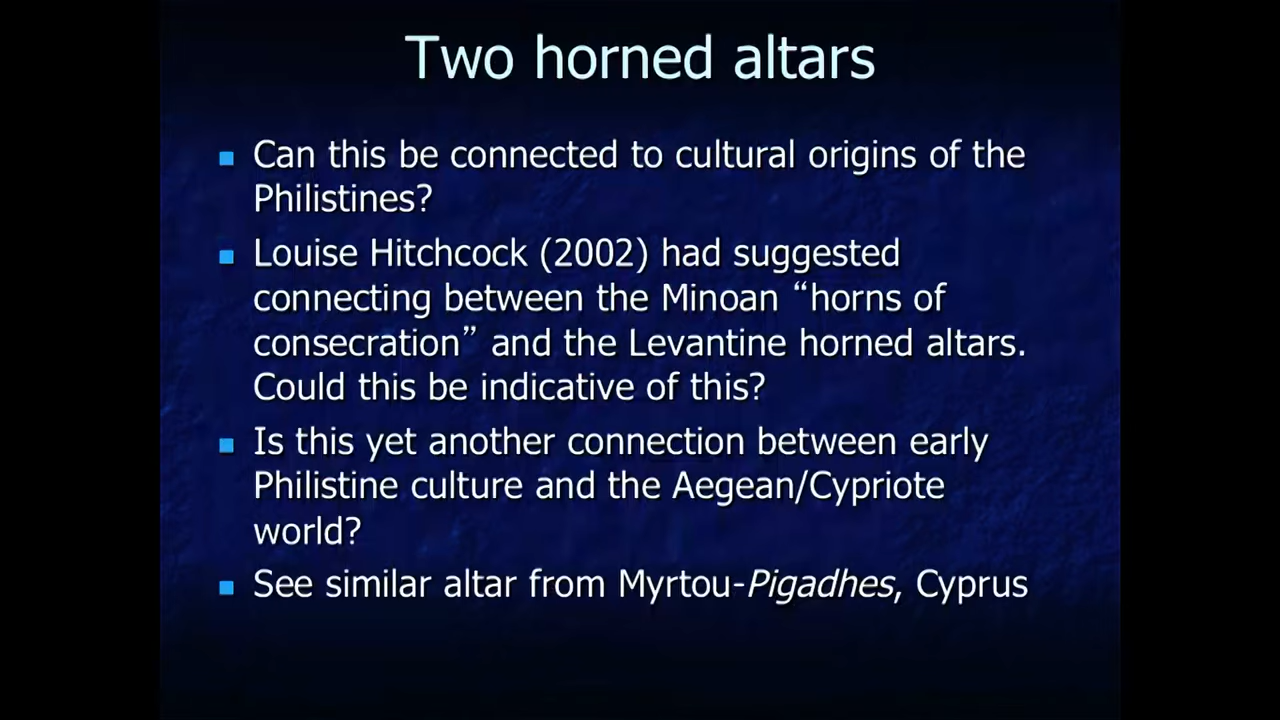 Two horned altars
Can this be connected to cultural origins of the
Philistines?
Louise Hitchcock (2002) had suggested
connecting between the Minoan “horns of
consecration” and the Levantine horned altars.
Could this be indicative of this?
Is this yet another connection between early
Philistine culture and the Aegean/Cypriote
world?
See similar altar from Myrtou-Pigadhes, Cyprus